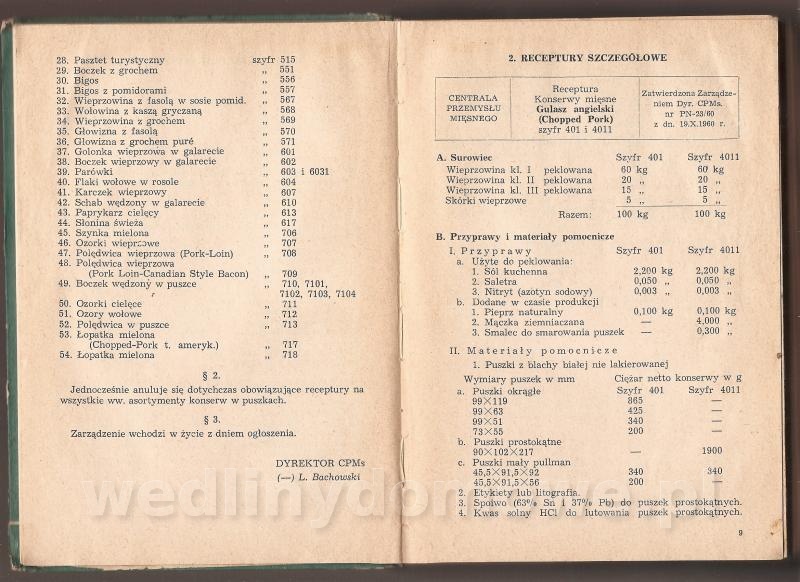 28. Pasztet turystyczny szyfr 515
29. Boczek z grochem „ 551
30. Bigos „ 556
31. Bigos z pomidorami „ 557
32. Wieprzowina z fasolą w sosie pomid. „ 567
33. Wołowina z kaszą gryczaną „ 568
34. Wieprzowina z grochem „ 569
35. Głowizna z fasolą „ 570
36. Głowizna z grochem puré „ 571
37. Golonka wieprzowa w galarecie „ 601
38. Boczek wieprzowy w galarecie „ 602
39. Parówki „ 603 i 6031
40. Flaki wołowe w rosole „ 604
41. Karczek wieprzowy „ 607
42. Schab wędzony w galarecie „ 610
43. Paprykarz cielęcy „ 613
44. Słonina świeża „ 617
45. Szynka mielona „ 706
46. Ozorki wieprzowe „ 707
47. Polędwica wieprzowa (Pork-Loin) „ 708
48. Polędwica wieprzowa
(Pork Loin-Canadian Style Bacon) „ 709
49. Boczek wędzony w puszce „ 710, 7101,
7102, 7103, 7104
50. Ozorki cielęce „ 711
51. Ozory wołowe „ 712
52. Polędwica w puszce „ 713
53. Łopatka mielona
(Chopped-Pork t. ameryk.) „ 717
54. Łopatka mielona „ 718
§ 2.
Jednocześnie anuluje się dotychczas obowiązujące receptury na
wszystkie ww. asortymenty konserw w puszkach.
§ 3.
Zarządzenie wchodzi w życie z dniem ogłoszenia.
DYREKTOR CPMs
(—) L. Bachowski
2. RECEPTURY SZCZEGÓŁOWE
CENTRALA
PRZEMYSŁU
MIĘSNEGO
Receptura
Konserwy mięsne
Gulasz angielski
(Chopped Pork)
szyfr 401 i 4011
Zatwierdzona Zarządze-
niem Dyr. CPMs.
nr PN-23/60
z dn. 19.X.1960 r.
A. Surowiec Szyfr 401 Szyfr 4011
Wieprzowina kl. I peklowana 60 kg 60 kg
Wieprzowina kl. II peklowana 20 „ 20 „
Wieprzowina kl. III peklowana 15 „ 15 „
Skórki wieprzowe 5 „ 5 „
Razem: 100 kg 100 kg
B. Przyprawy i materiały pomocnicze
I. Przyprawy Szyfr 401 Szyfr 4011
a. Użyte do peklowania:
1. Sól kuchenna 2,200 kg 2,200 kg
2. Saletra 0,050 „ 0,050 „
3. Nitryt (azotyn sodowy) 0,003 „ 0,003 „
b. Dodane w czasie produkcji
1. Pieprz naturalny 0,100 kg 0,100 kg
2. Mączka ziemniaczana — 4,000 „
3. Smalec do smarowania puszek — 0,300 „
II. Materiały pomocnicze
1. Puszki z blachy białej nie lakierowanej
Wymiary puszek w mm Ciężar netto konserwy w g
a. Puszki okrągłe Szyfr 401 Szyfr 4011
99×119 865 —
99×63 425 —
99×51 340 —
73×55 200 —
b. Puszki prostokątne
90×102×217 — 1900
c. Puszki mały pullman
45,5×91,5×92 340 340
45,5×91,5×56 200 —
2. Etykiety lub litografia.
3. Spoiwo (63% Sn i 37% Pb) do puszek prostokątnych.
4. Kwas solny HCl do lutowania puszek prostokątnych.
9
wedlinydomowe.pl